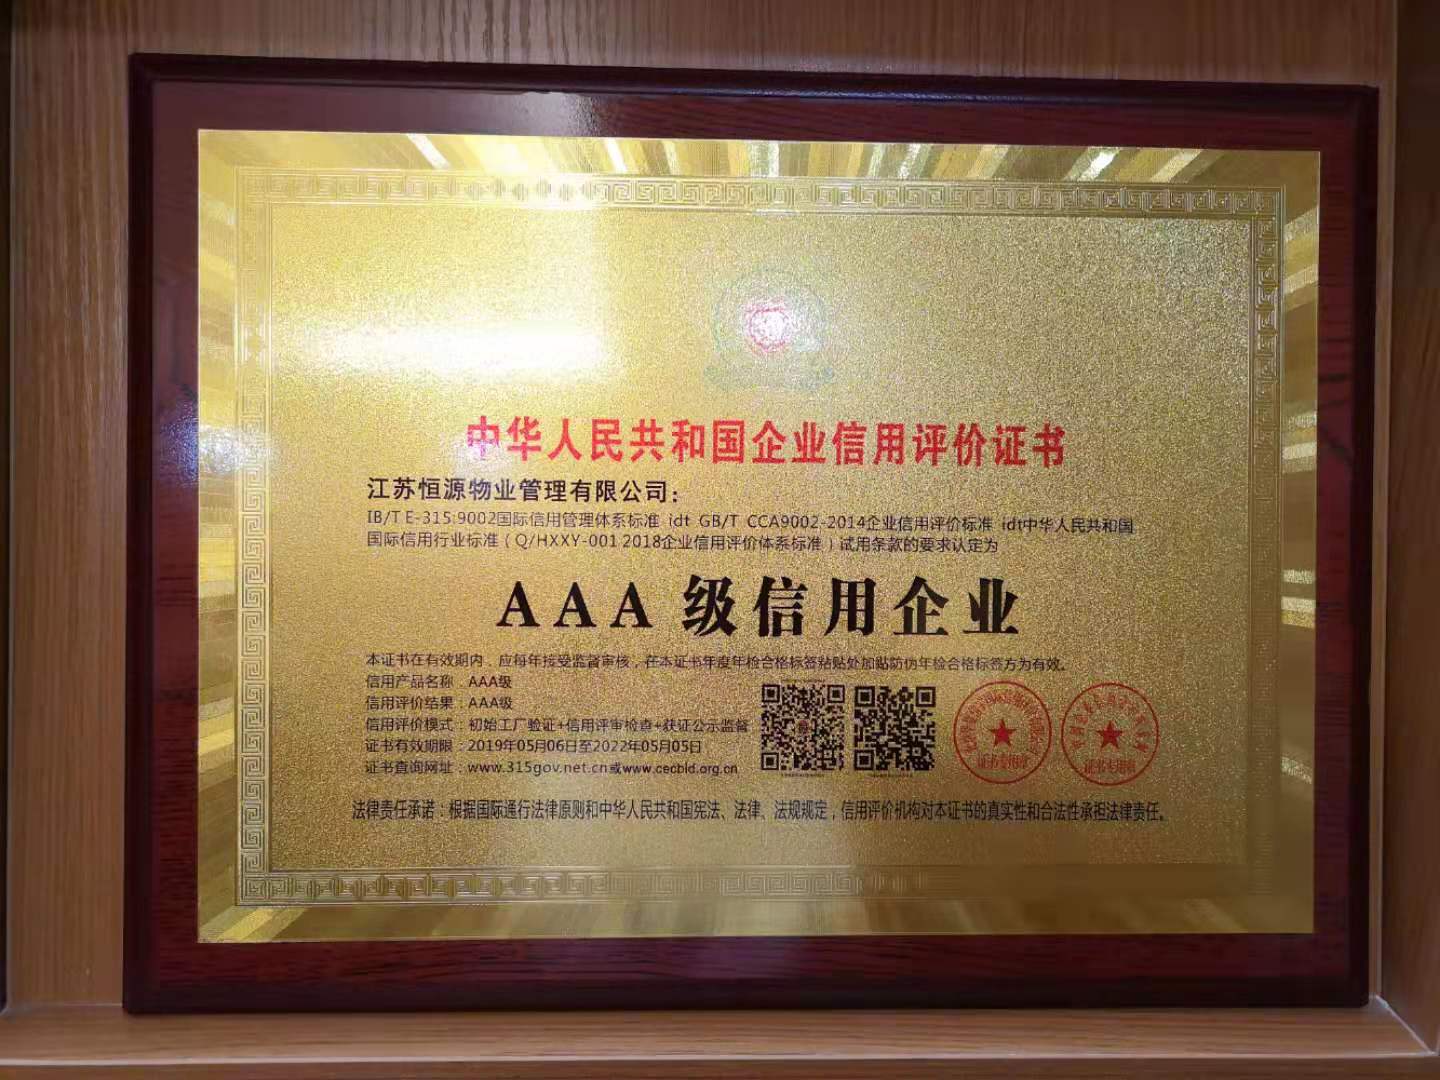 中华人民共和国企业信用评价证书
江苏恒源物业管理有限公司：
IB/T E-315:9002国际信用管理体系标准 idt GB/T CCA9002-2014企业信用评价标准 idt中华人民共和国
国际信用行业标准（Q/HXXY-001 2018企业信用评价体系标准）试用条款的要求认定为
AAA 级信用企业
本证书在有效期内，应每年接受监督审核，在本证书年度年检合格标签粘贴处加贴防伪年检合格标签方为有效。
信用产品名称：AAA级
信用评价结果：AAA级
信用评价模式：初始工厂验证+信用评审检查+获证公示监督
证书有效期限：2019年05月06日至2022年05月05日
证书查询网址：www.315gov.net.cn或www.cecbid.org.cn
证书专用章
证书专用章
法律责任承诺：根据国际通行法律原则和中华人民共和国宪法、法律、法规规定，信用评价机构对本证书的真实性和合法性承担法律责任。